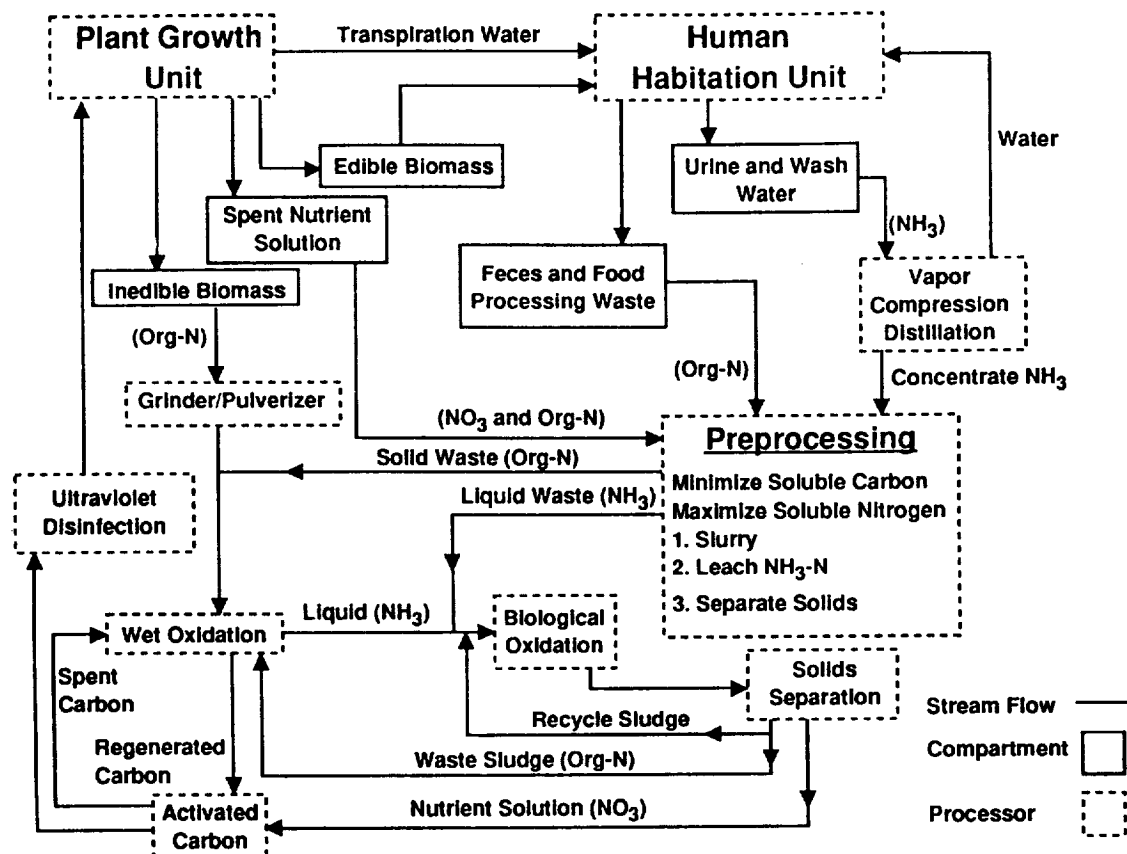 Plant Growth
Unit
Transpiration Water
Human
Habitation Unit
Water
Edible Biomass
Urine and Wash
Water
Spent Nutrient
Solution
(NH3)
Feces and Food
Processing Waste
Vapor
Compression
Distillation
Inedible Biomass
(Org-N)
(Org-N)
Concentrate NH3
Grinder/Pulverizer
(NO3 and Org-N)
Preprocessing
Solid Waste (Org-N)
Minimize Soluble Carbon
Liquid Waste (NH3)
Maximize Soluble Nitrogen
1. Slurry
2. Leach NH3-N
3. Separate Solids
Ultraviolet
Disinfection
Wet Oxidation
Liquid (NH3)
Biological
Oxidation
Spent
Carbon
Solids
Separation
Recycle Sludge
Stream Flow
Regenerated
Carbon
Waste Sludge (Org-N)
Compartment
Activated
Carbon
Nutrient Solution (NO3)
Processor